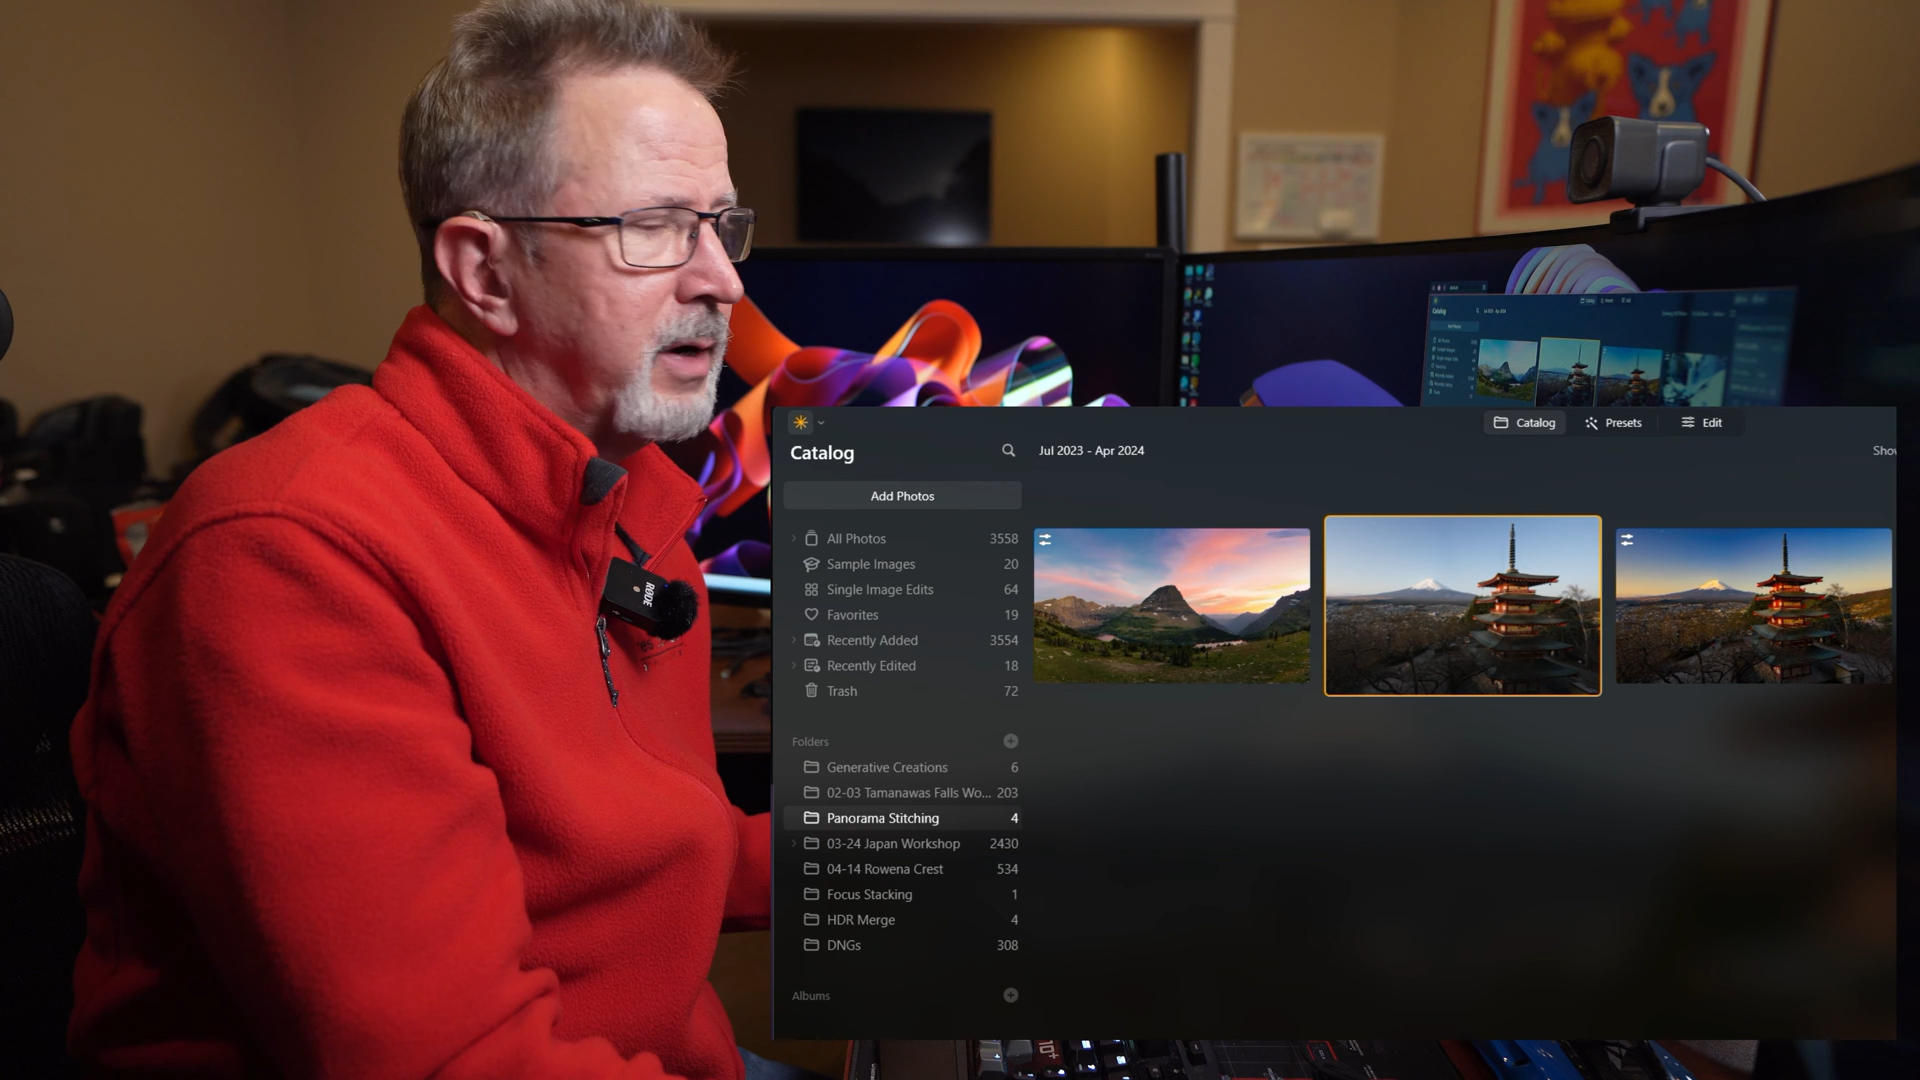 Catalog
Presets
Edit
Catalog
Jul 2023 - Apr 2024
Show
Add Photos
All Photos 3558
Sample Images 20
Single Image Edits 64
Favorites 19
Recently Added 3554
Recently Edited 18
Trash 72
Folders
Generative Creations 6
02-03 Tamanawas Falls Wo... 203
Panorama Stitching 4
03-24 Japan Workshop 2430
04-14 Rowena Crest 534
Focus Stacking 1
HDR Merge 4
DNGs 308
Albums
RØDE